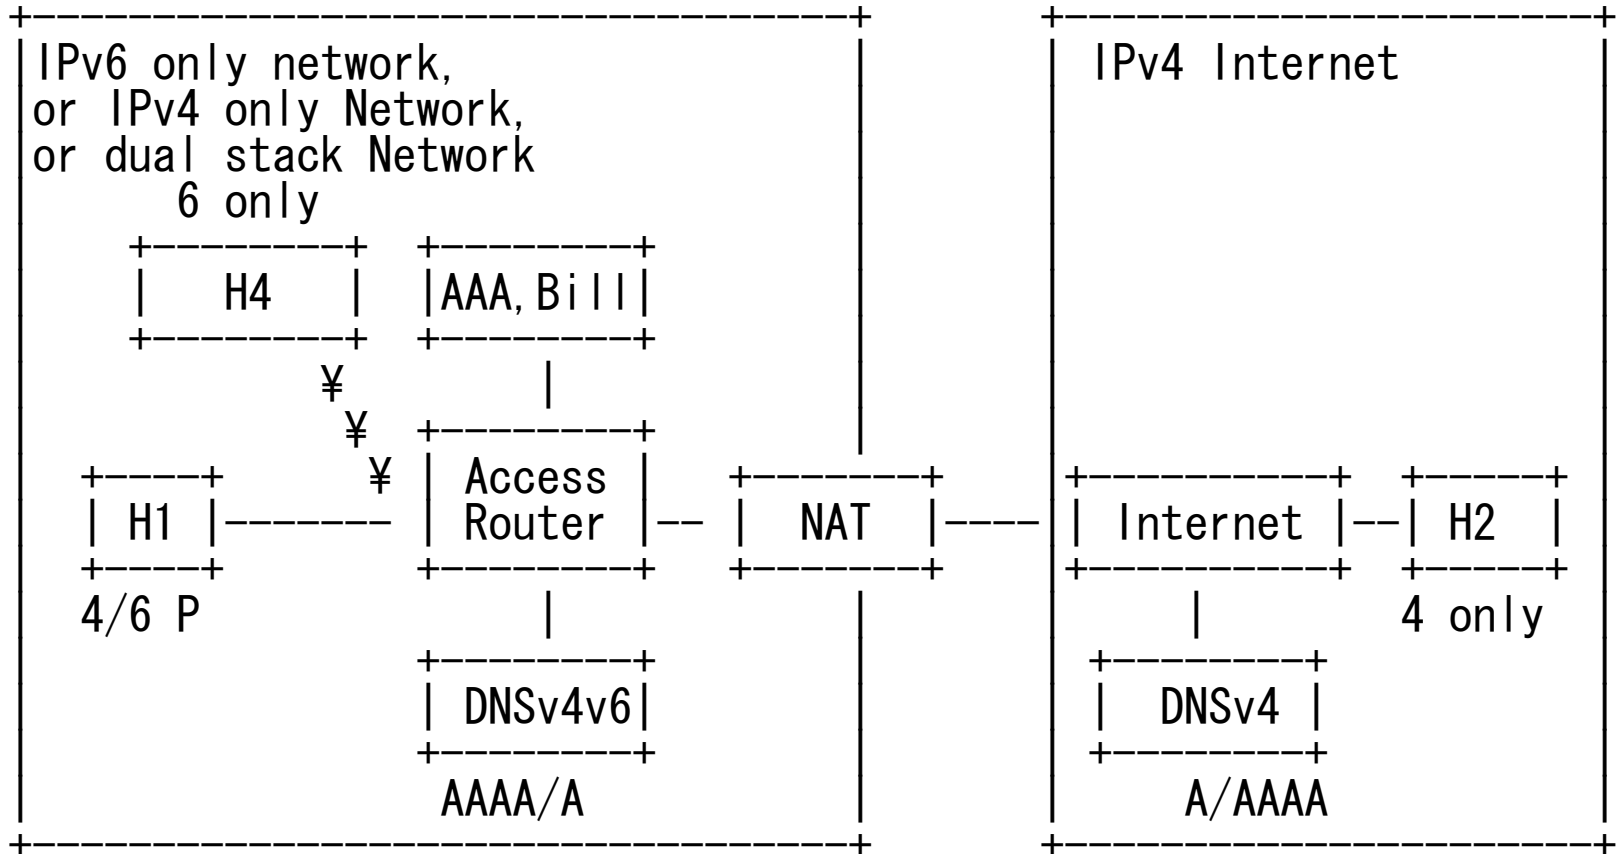 IPv6 only network,
IPv4 Internet
or IPv4 only Network,
or dual stack Network
6 only
H4
AAA,Bill
¥
¥
¥
Access
Router
H1
NAT
Internet
H2
4/6 P
4 only
DNSv4v6
DNSv4
AAAA/A
A/AAAA